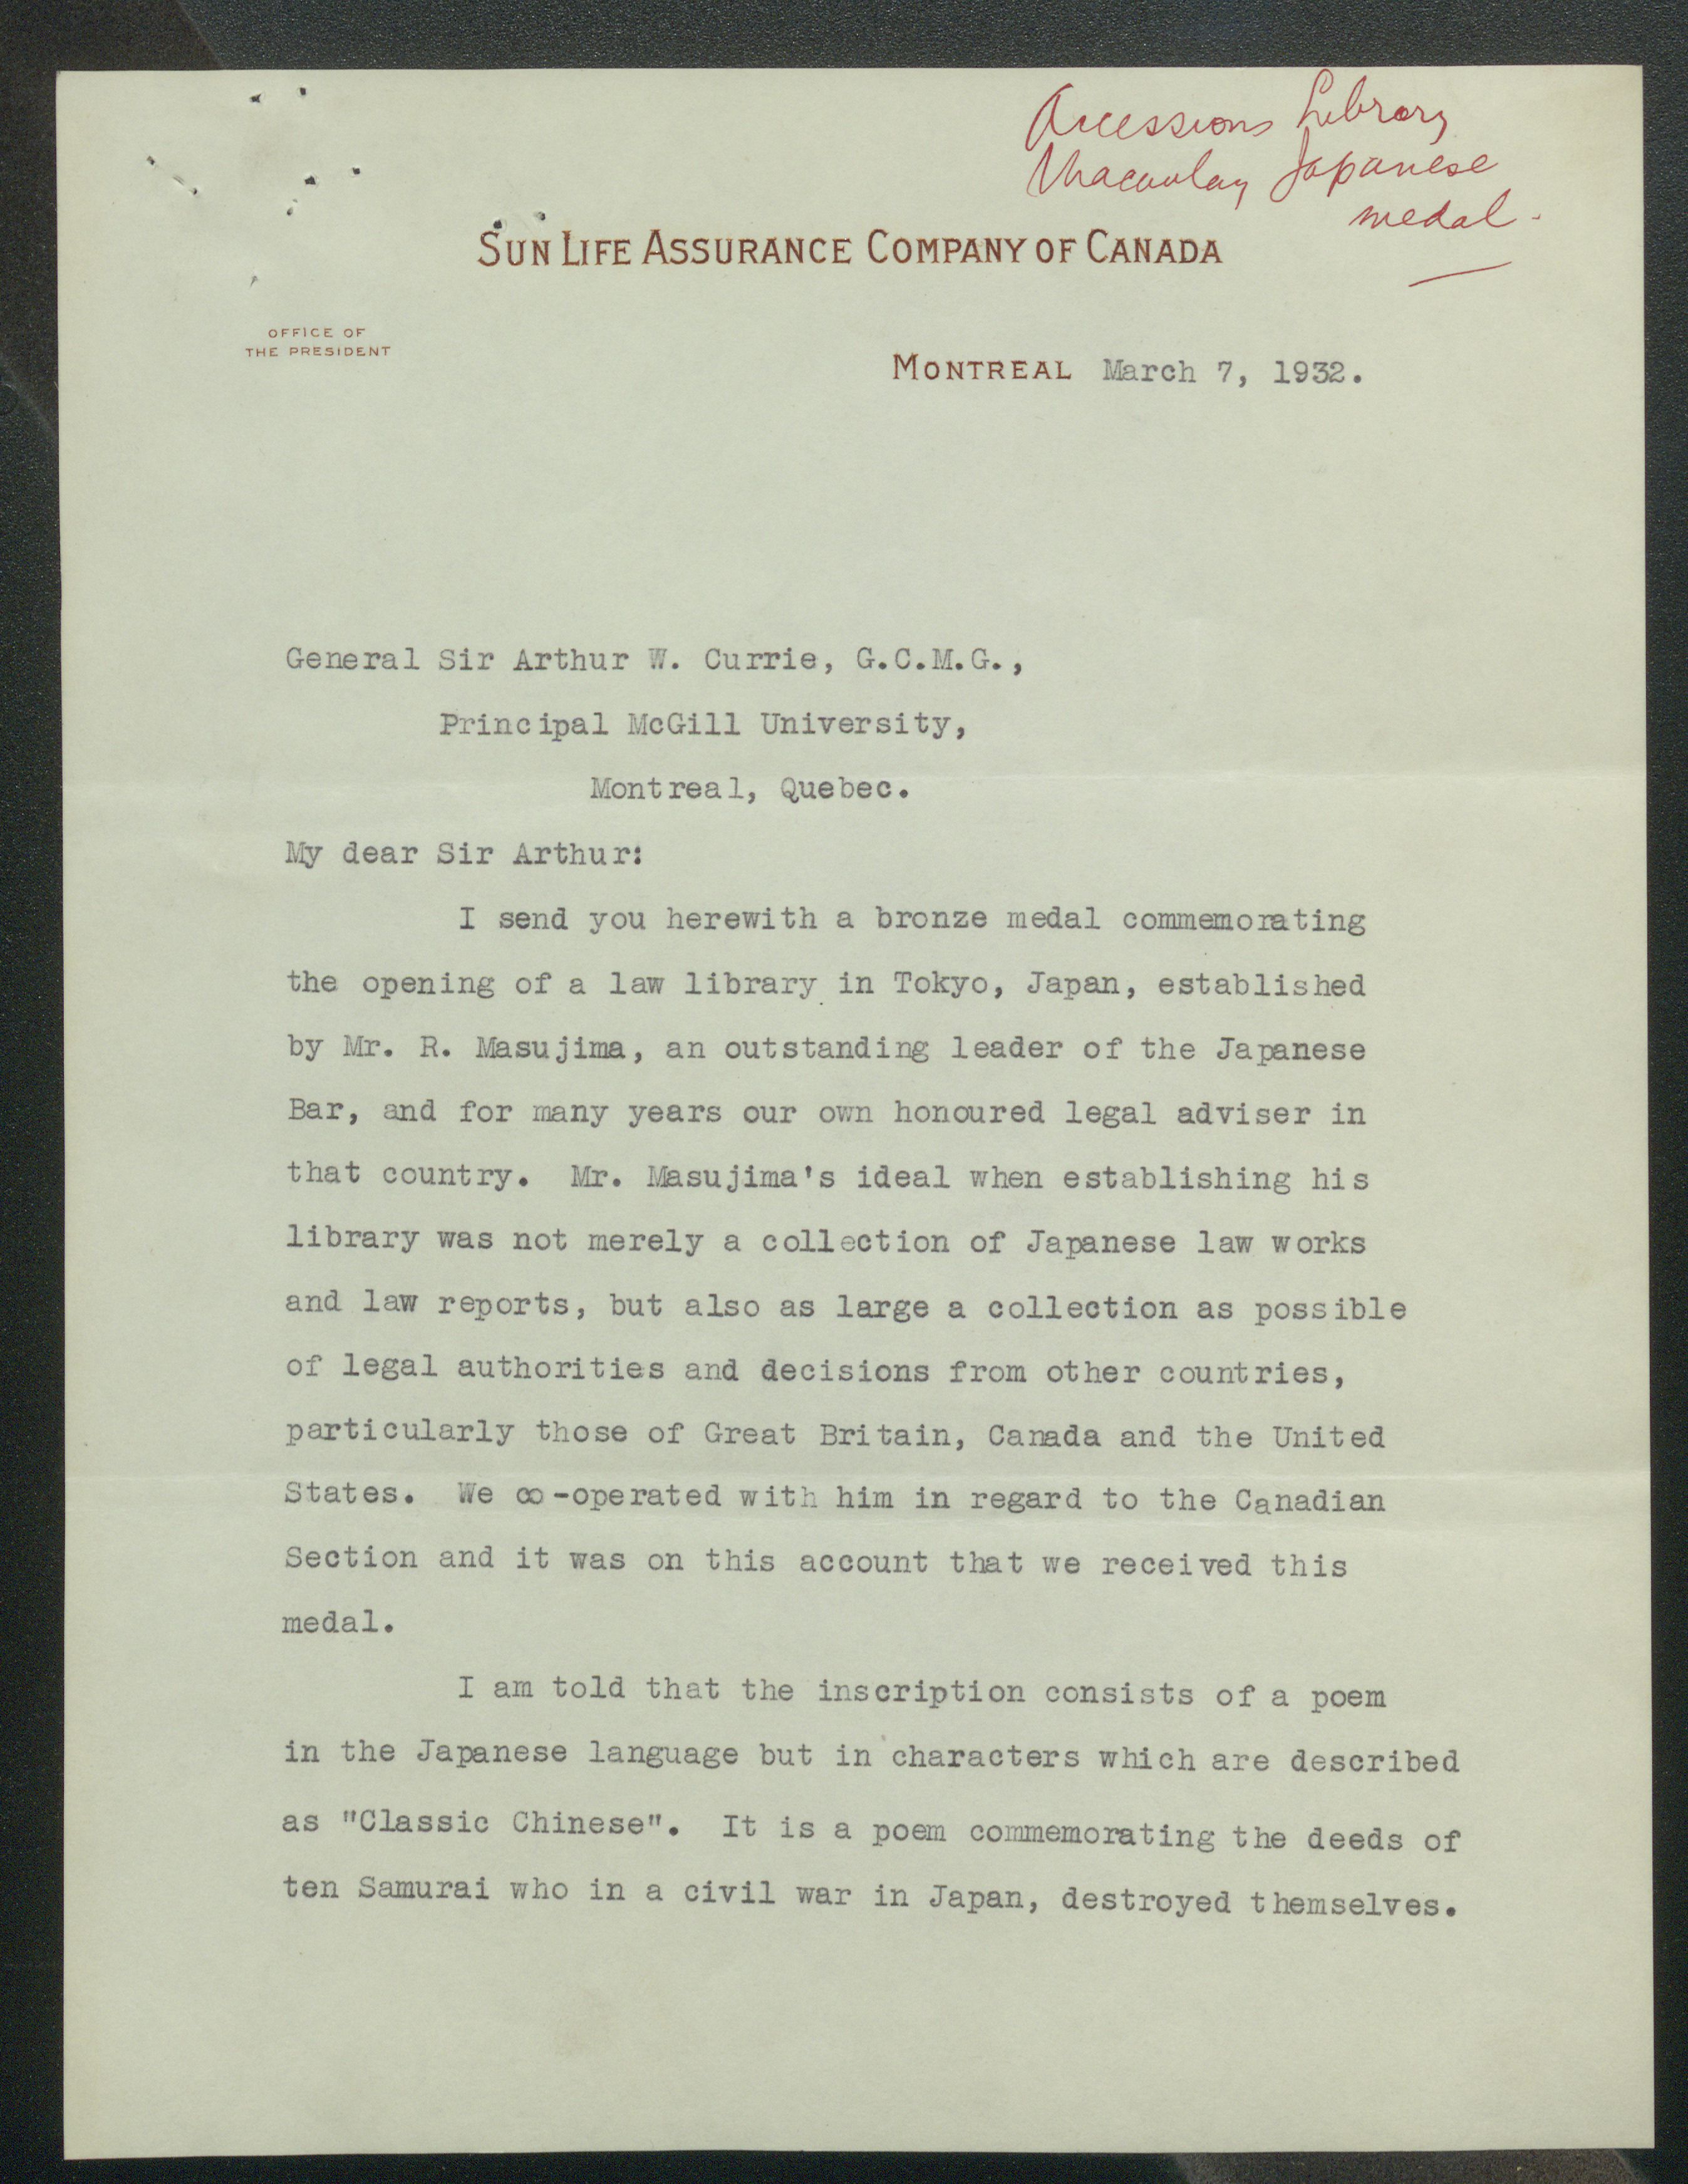 Accessions Library
Macaulay Japanese
medal.
SUN LIFE ASSURANCE COMPANY OF CANADA
OFFICE OF
THE PRESIDENT
MONTREAL March 7, 1932.
General Sir Arthur W. Currie, G.C.M.G.,
Principal McGill University,
Montreal, Quebec.
My dear Sir Arthur:
I send you herewith a bronze medal commemorating
the opening of a law library in Tokyo, Japan, established
by Mr. R. Masujima, an outstanding leader of the Japanese
Bar, and for many years our own honoured legal adviser in
that country. Mr. Masujima's ideal when establishing his
library was not merely a collection of Japanese law works
and law reports, but also as large a collection as possible
of legal authorities and decisions from other countries,
particularly those of Great Britain, Canada and the United
States. We co-operated with him in regard to the Canadian
Section and it was on this account that we received this
medal.
I am told that the inscription consists of a poem
in the Japanese language but in characters which are described
as "Classic Chinese". It is a poem commemorating the deeds of
ten Samurai who in a civil war in Japan, destroyed themselves.